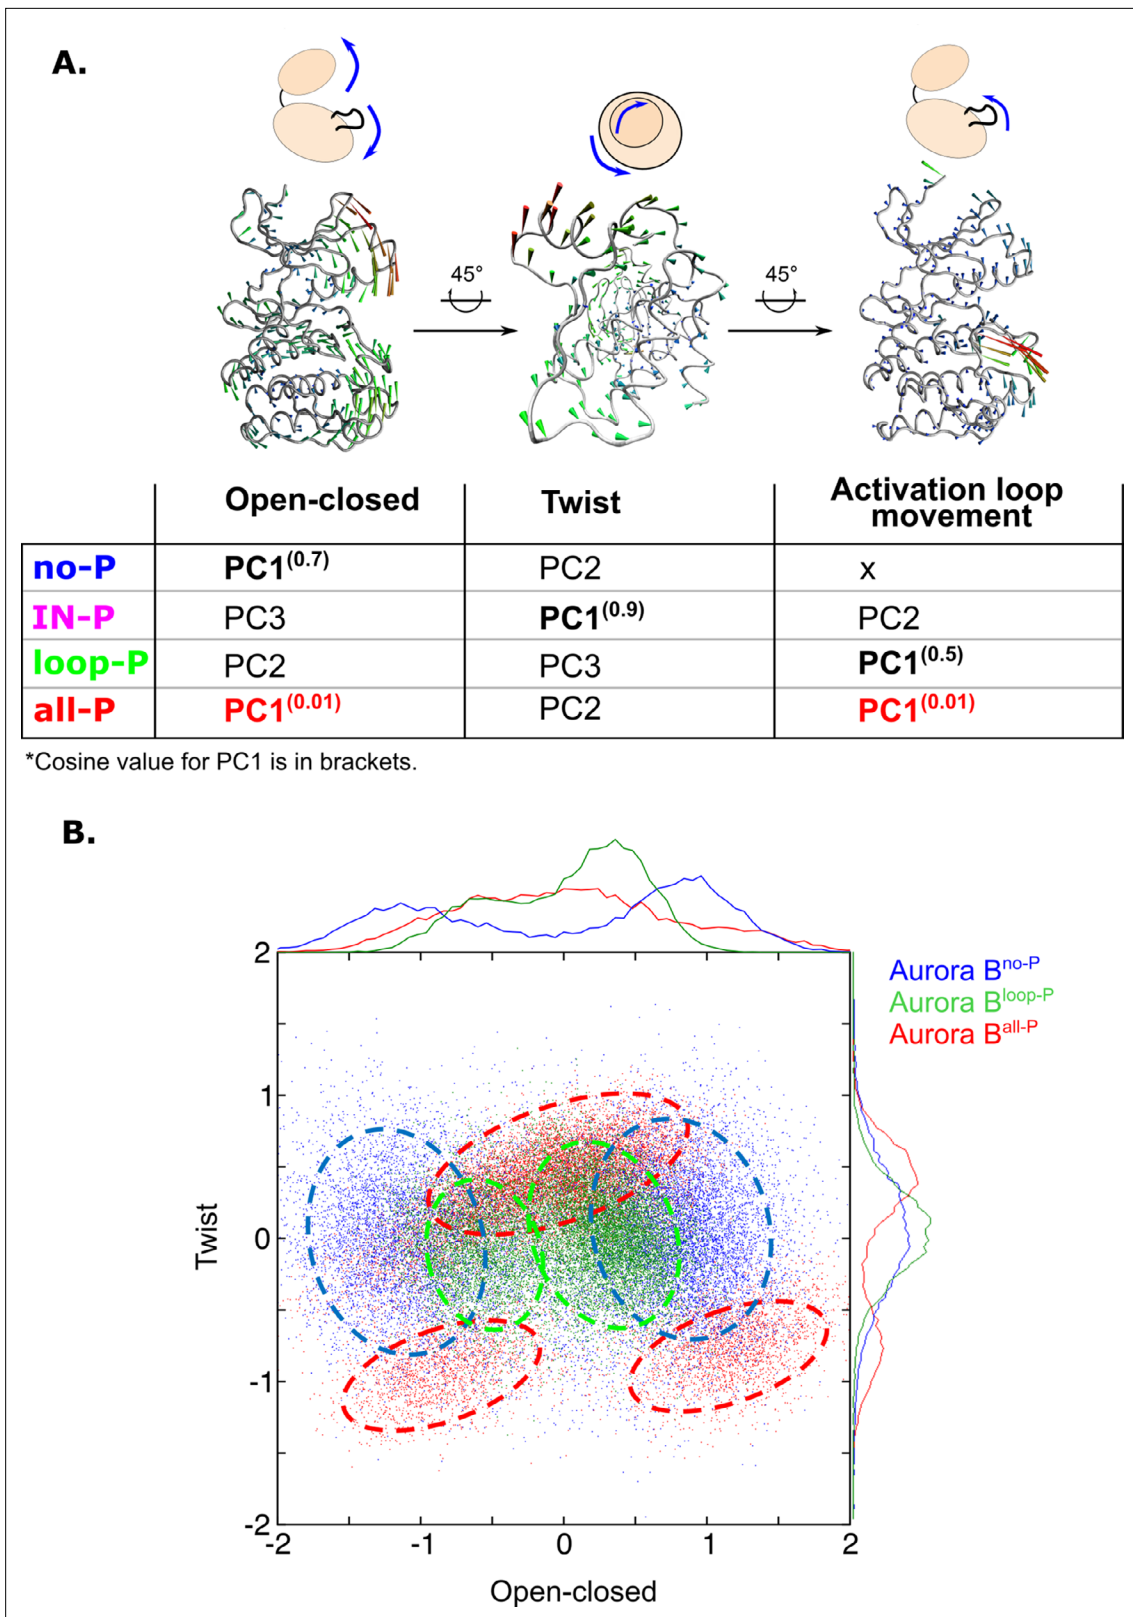 A.
45°
45°
Open-closed
Twist
Activation loop
movement
no-P
PC1(0.7)
PC2
x
IN-P
PC3
PC1(0.9)
PC2
loop-P
PC2
PC3
PC1(0.5)
all-P
PC1(0.01)
PC2
PC1(0.01)
*Cosine value for PC1 is in brackets.
B.
Aurora Bno-P
Aurora Bloop-P
Aurora Ball-P
2
1
0
-1
-2
Twist
-2
-1
0
1
2
Open-closed